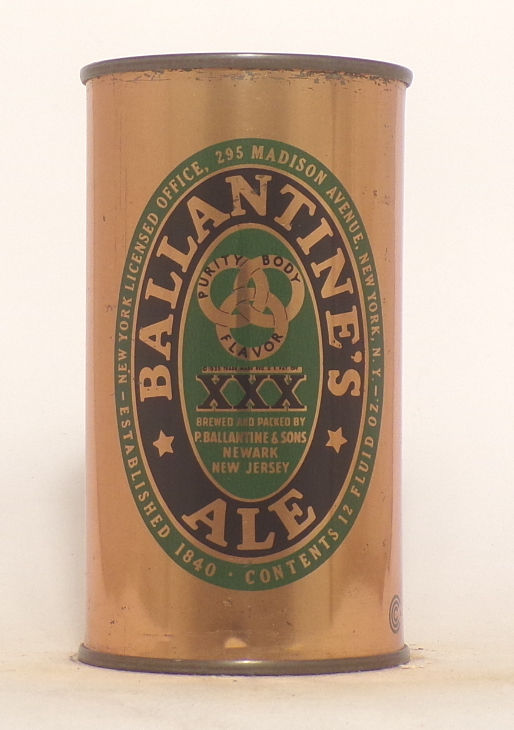 NEW YORK LICENSED OFFICE, 295 MADISON AVENUE, NEW YORK, N.Y.—
ESTABLISHED 1840 · CONTENTS 12 FLUID OZ.
BALLANTINE'S
ALE
PURITY BODY
FLAVOR
XXX
BREWED AND PACKED BY
P. BALLANTINE & SONS
NEWARK
NEW JERSEY